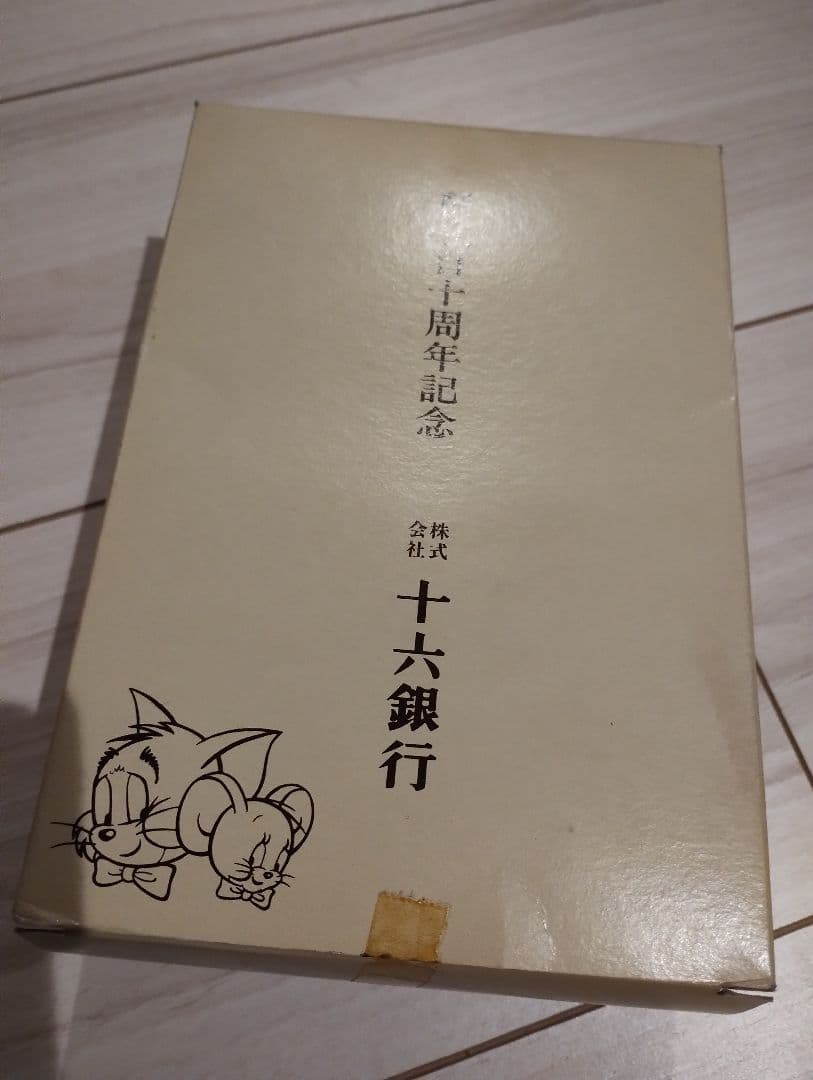 十周年記念
株式
会社
十六銀行